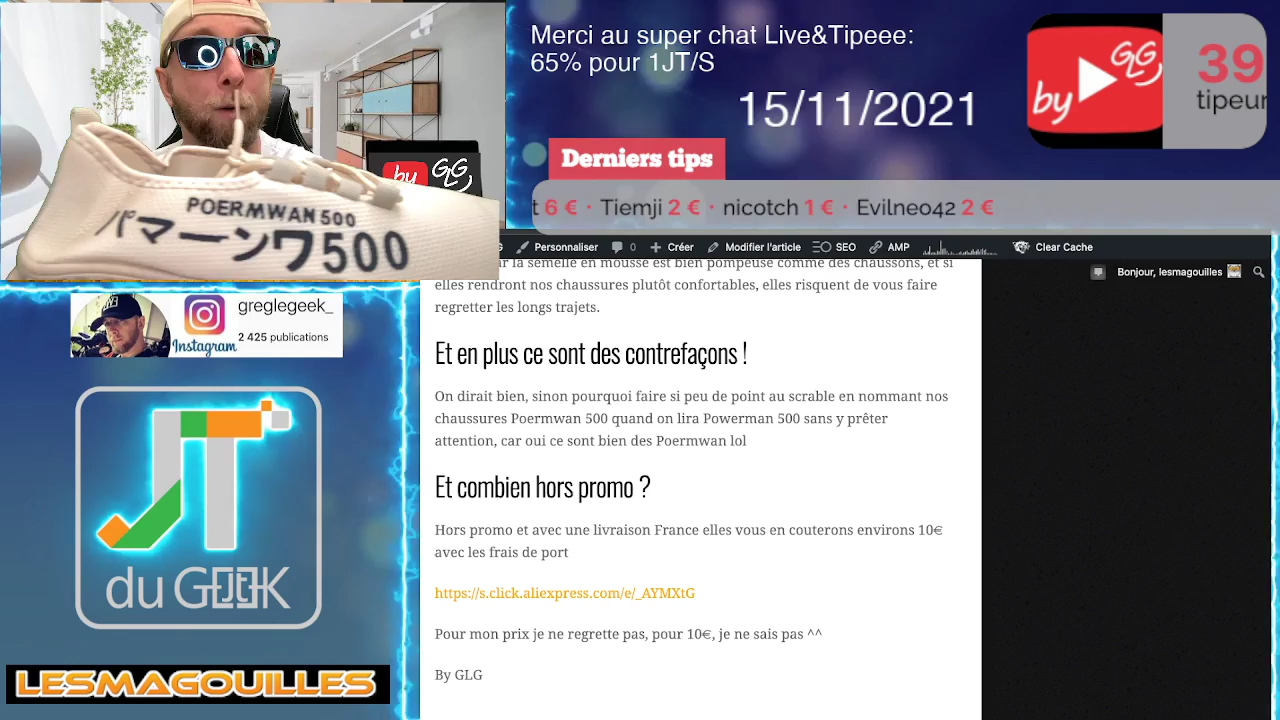 by GLG
POERMWAN 500
パマーンワ500
Merci au super chat Live&Tipeee:
65% pour 1JT/S
15/11/2021
by GLG
39
tipeur
Derniers tips
t 6 € · Tiemji 2 € · nicotch 1 € · Evilneo42 2 €
G Personnaliser 0 Créer Modifier l'article SEO AMP Clear Cache
Bonjour, lesmagouilles
r la semelle en mousse est bien pompeuse comme des chaussons, et si
elles rendront nos chaussures plutôt confortables, elles risquent de vous faire
regretter les longs trajets.
Et en plus ce sont des contrefaçons !
On dirait bien, sinon pourquoi faire si peu de point au scrable en nommant nos
chaussures Poermwan 500 quand on lira Powerman 500 sans y prêter
attention, car oui ce sont bien des Poermwan lol
Et combien hors promo ?
Hors promo et avec une livraison France elles vous en couterons environs 10€
avec les frais de port
https://s.click.aliexpress.com/e/_AYMXtG
Pour mon prix je ne regrette pas, pour 10€, je ne sais pas ^^
By GLG
greglegeek_
2 425 publications
Instagram
JT
du GEEK
LESMAGOUILLES